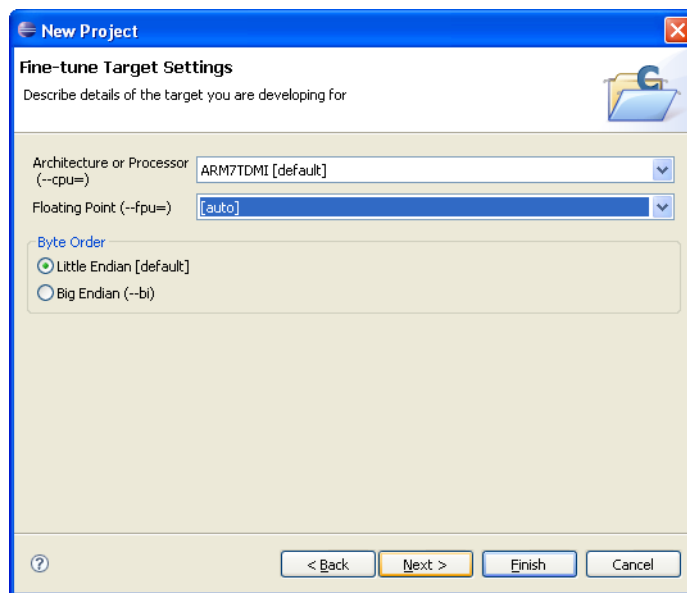 New Project
Fine-tune Target Settings
Describe details of the target you are developing for
Architecture or Processor
(--cpu=)
ARM7TDMI [default]
Floating Point (--fpu=)
[auto]
Byte Order
Little Endian [default]
Big Endian (--bi)
?
< Back
Next >
Finish
Cancel